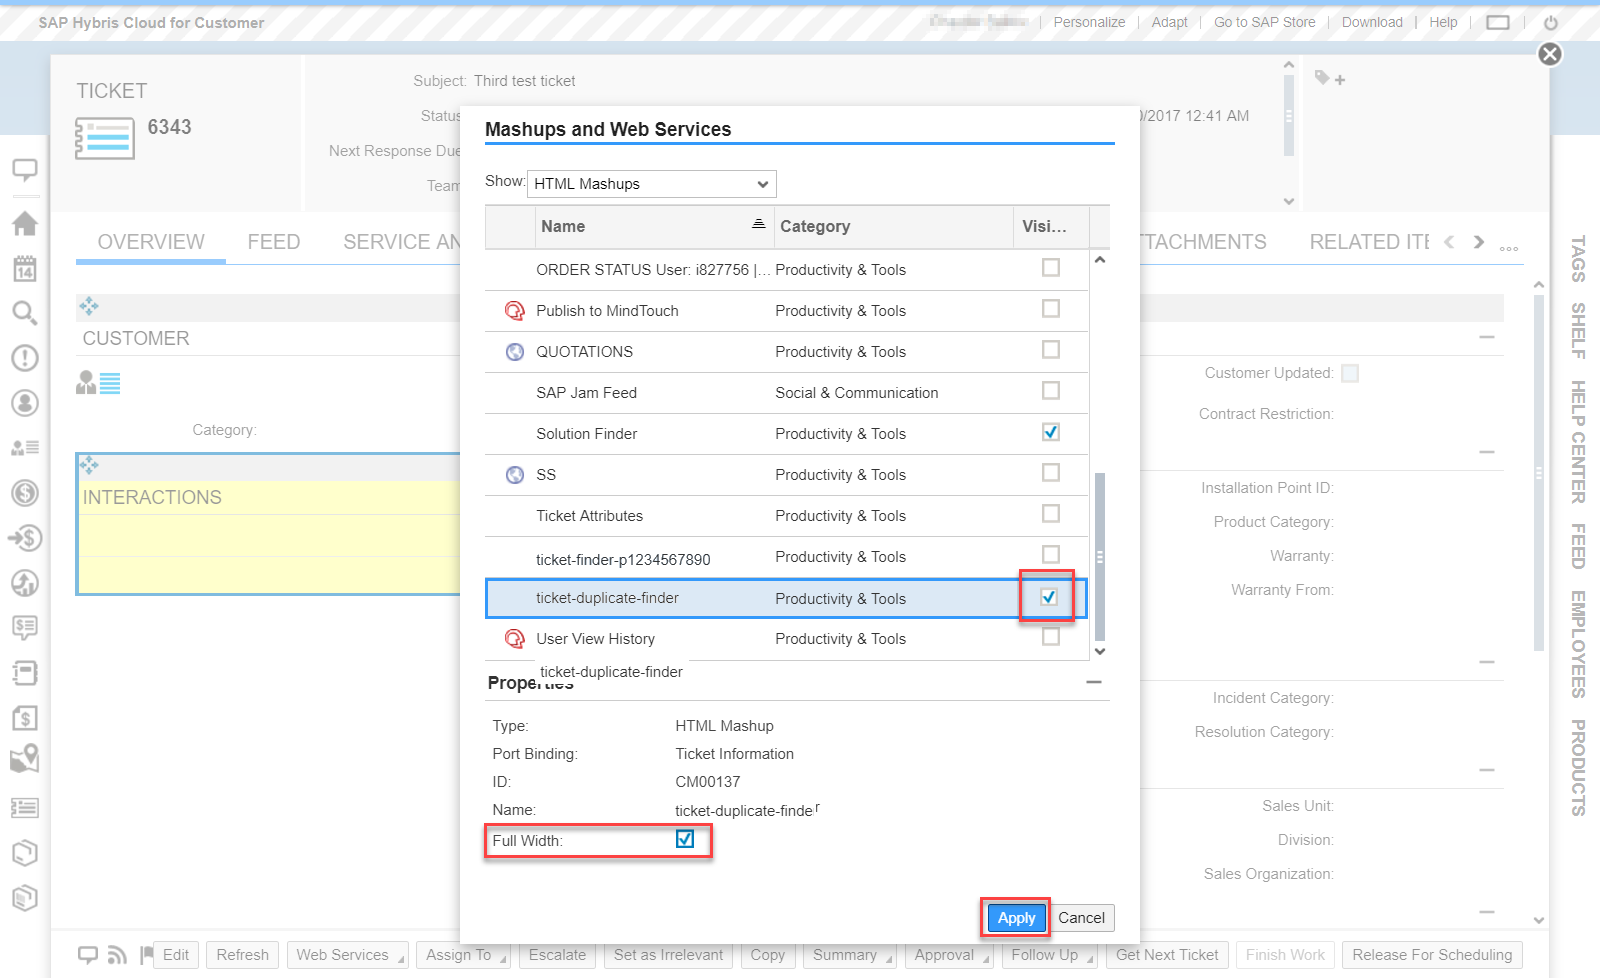 SAP Hybris Cloud for Customer
Personalize
Adapt
Go to SAP Store
Download
Help
TICKET
6343
Subject: Third test ticket
Status
Next Response Due
Team
0/2017 12:41 AM
OVERVIEW
FEED
SERVICE AN
TTACHMENTS
RELATED ITE
...
14
CUSTOMER
Category:
INTERACTIONS
Mashups and Web Services
Show: HTML Mashups
Name Category Visi...
ORDER STATUS User: i827756 |... Productivity & Tools
Publish to MindTouch Productivity & Tools
QUOTATIONS Productivity & Tools
SAP Jam Feed Social & Communication
Solution Finder Productivity & Tools
SS Productivity & Tools
Ticket Attributes Productivity & Tools
ticket-finder-p1234567890 Productivity & Tools
ticket-duplicate-finder Productivity & Tools
User View History Productivity & Tools
ticket-duplicate-finder
Properties
Type: HTML Mashup
Port Binding: Ticket Information
ID: CM00137
Name: ticket-duplicate-finder
Full Width:
Apply
Cancel
Customer Updated:
Contract Restriction:
Installation Point ID:
Product Category:
Warranty:
Warranty From:
Incident Category:
Resolution Category:
Sales Unit:
Division:
Sales Organization:
TAGS
SHELF
HELP CENTER
FEED
EMPLOYEES
PRODUCTS
Edit
Refresh
Web Services
Assign To
Escalate
Set as Irrelevant
Copy
Summary
Approval
Follow Up
Get Next Ticket
Finish Work
Release For Scheduling